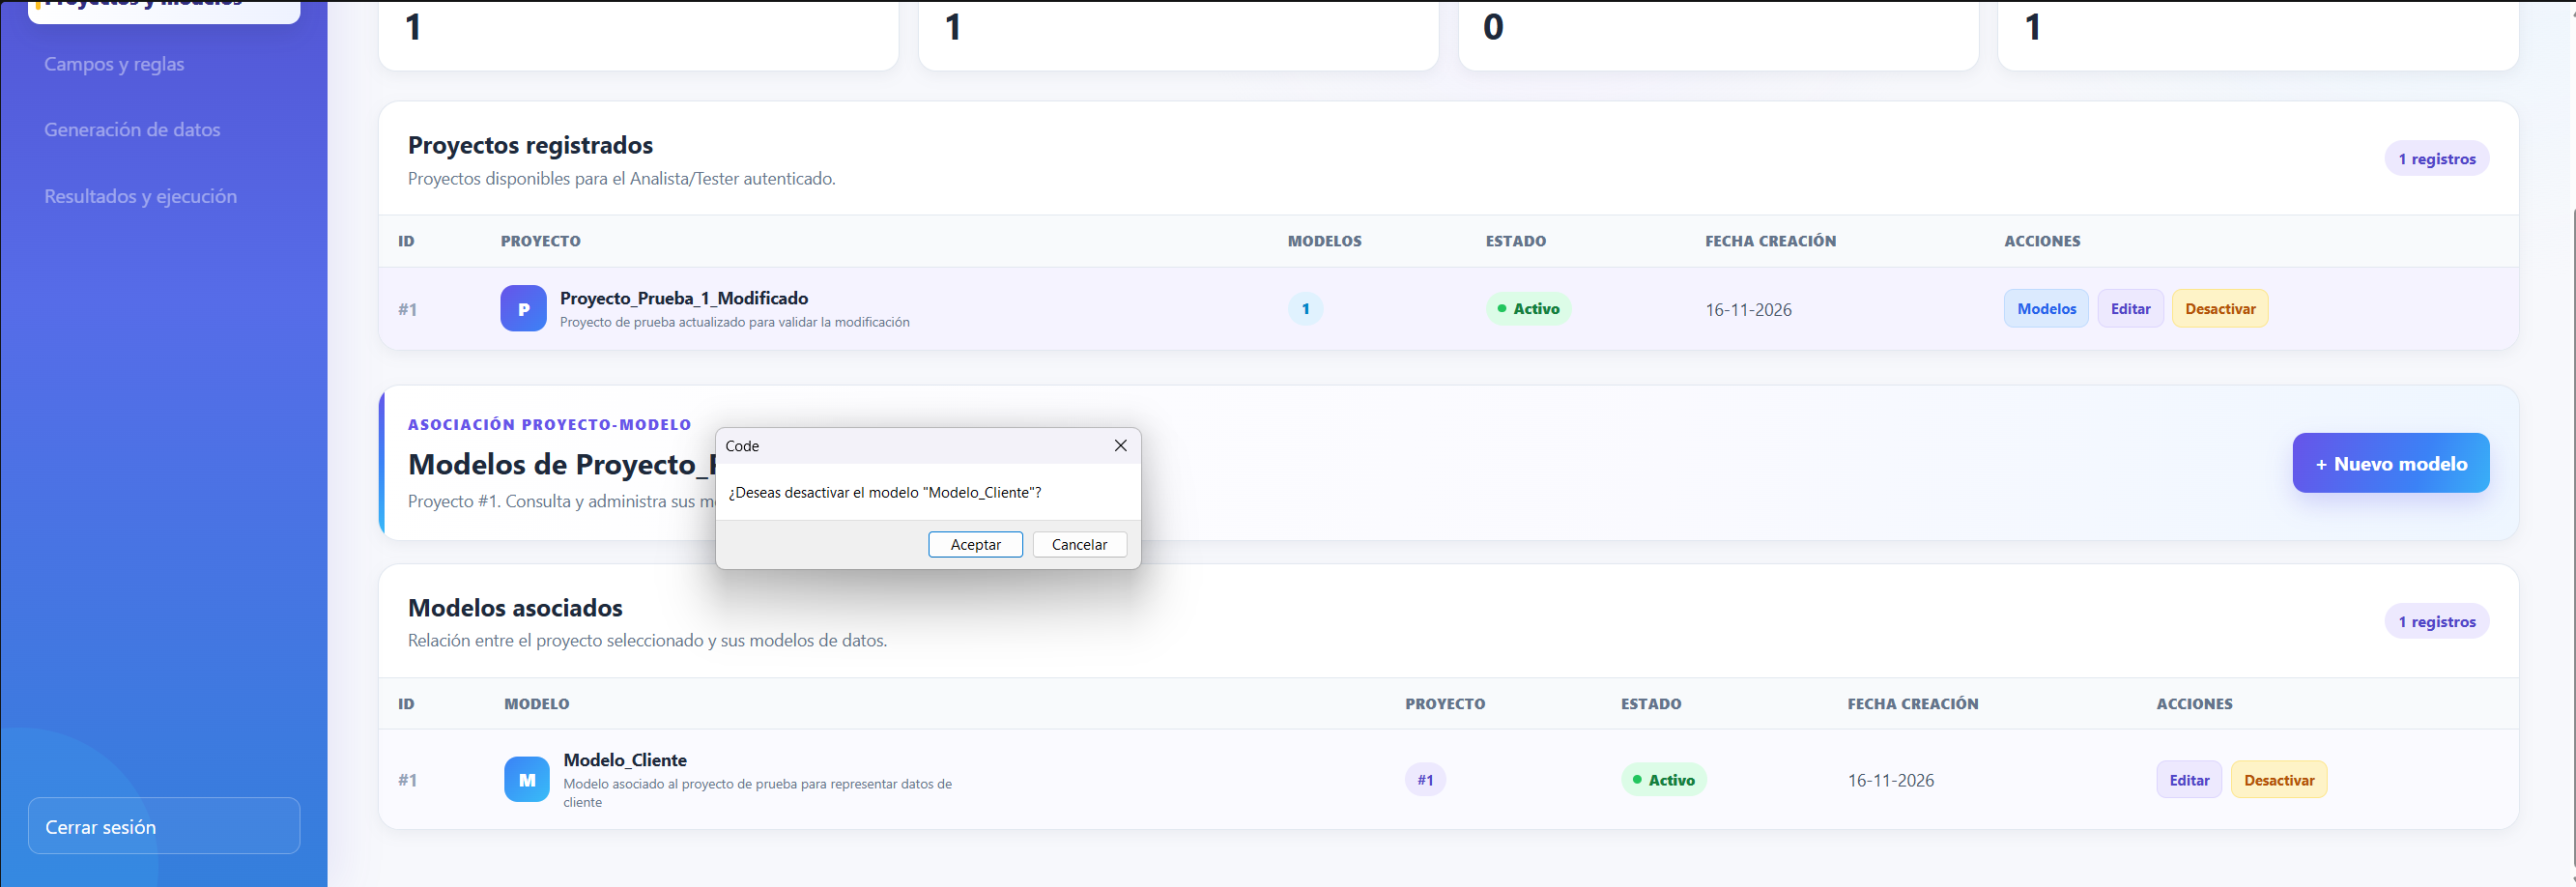 Proyectos y modelos
Campos y reglas
Generación de datos
Resultados y ejecución
Cerrar sesión
1
1
0
1
Proyectos registrados
Proyectos disponibles para el Analista/Tester autenticado.
1 registros
ID PROYECTO MODELOS ESTADO FECHA CREACIÓN ACCIONES
#1 P Proyecto_Prueba_1_Modificado 1 Activo 16-11-2026 Modelos Editar Desactivar
Proyecto de prueba actualizado para validar la modificación
ASOCIACIÓN PROYECTO-MODELO
Modelos de Proyecto_
Proyecto #1. Consulta y administra sus
+ Nuevo modelo
Code
¿Deseas desactivar el modelo "Modelo_Cliente"?
Aceptar Cancelar
Modelos asociados
Relación entre el proyecto seleccionado y sus modelos de datos.
1 registros
ID MODELO PROYECTO ESTADO FECHA CREACIÓN ACCIONES
#1 M Modelo_Cliente #1 Activo 16-11-2026 Editar Desactivar
Modelo asociado al proyecto de prueba para representar datos de
cliente